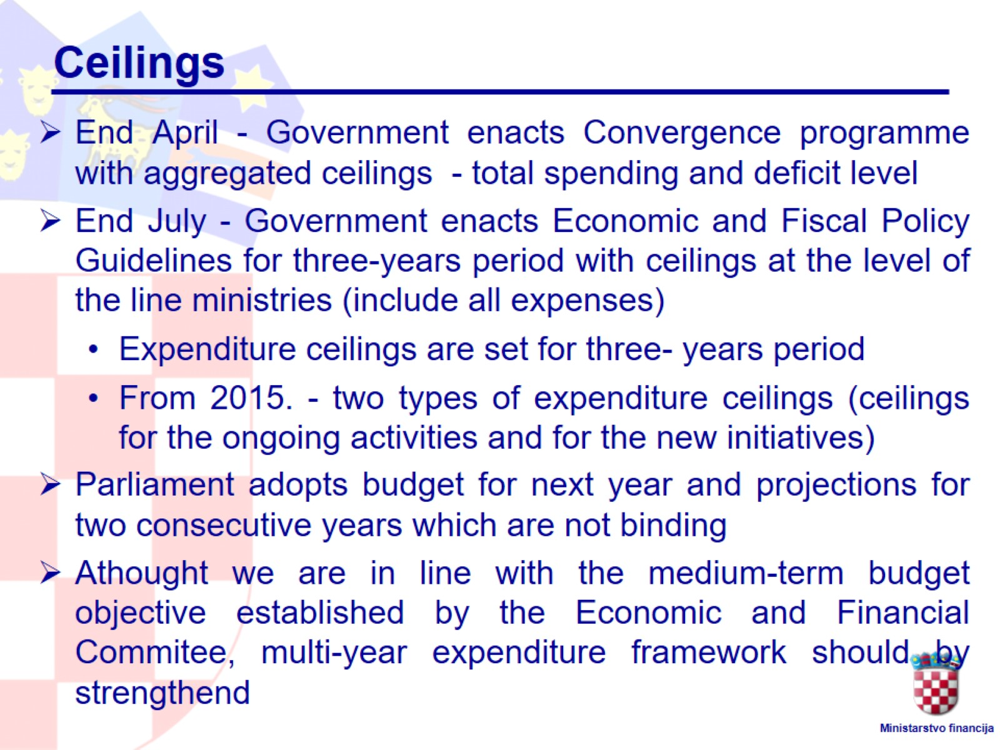 Ceilings
➢ End April - Government enacts Convergence programme
with aggregated ceilings - total spending and deficit level
➢ End July - Government enacts Economic and Fiscal Policy
Guidelines for three-years period with ceilings at the level of
the line ministries (include all expenses)
• Expenditure ceilings are set for three- years period
• From 2015. - two types of expenditure ceilings (ceilings
for the ongoing activities and for the new initiatives)
➢ Parliament adopts budget for next year and projections for
two consecutive years which are not binding
➢ Athought we are in line with the medium-term budget
objective established by the Economic and Financial
Commitee, multi-year expenditure framework should by
strengthend
Ministarstvo financija